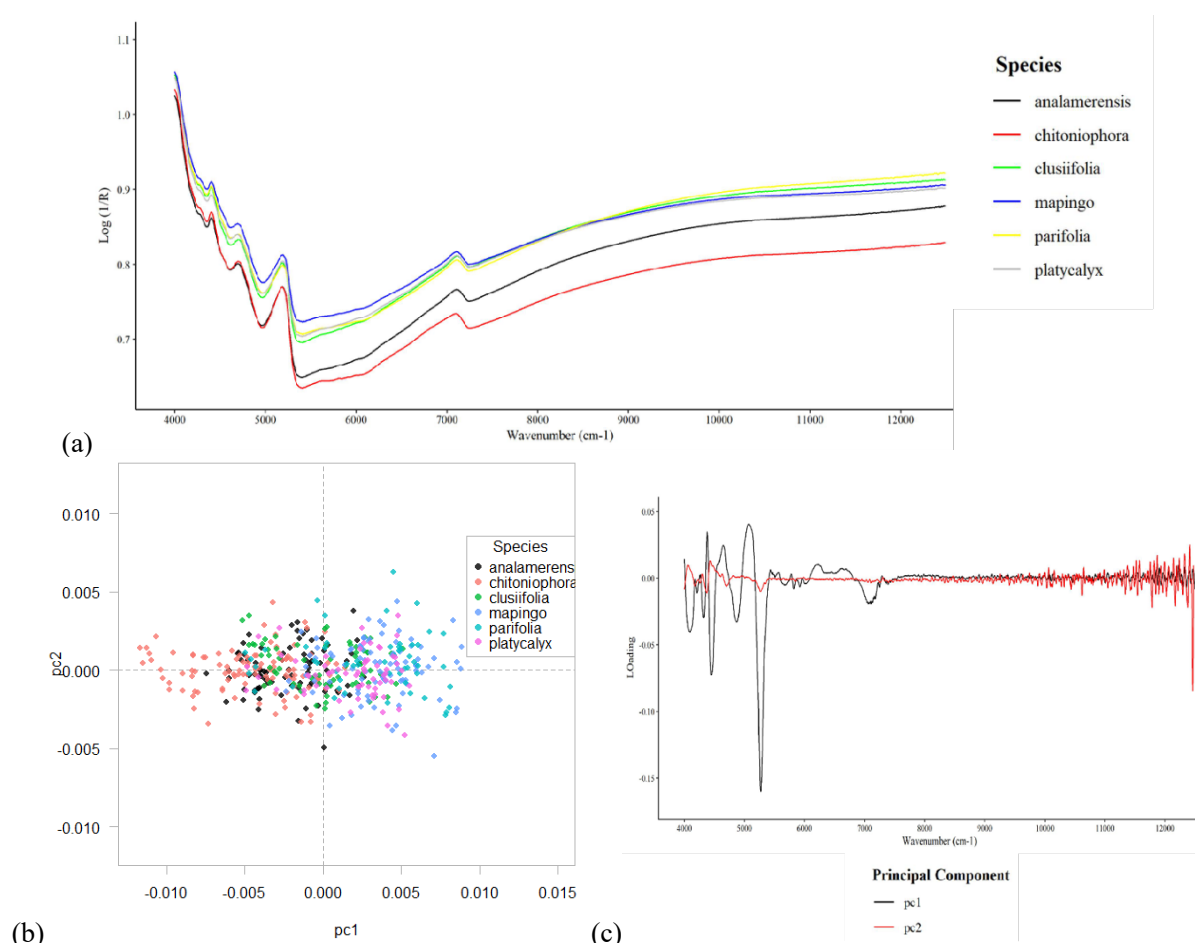 Species
analamerensis
chitoniophora
clusiifolia
mapingo
parifolia
platycalyx
Log (1/R)
1.1
1.0
0.9
0.8
0.7
4000
5000
6000
7000
8000
9000
10000
11000
12000
Wavenumber (cm-1)
(a)
pc2
0.010
0.005
0.000
-0.005
-0.010
Species
analamerens
chitoniophora
clusiifolia
mapingo
parifolia
platycalyx
-0.010
-0.005
0.000
0.005
0.010
0.015
pc1
(b)
LOnding
0.05
0.00
-0.05
-0.10
-0.15
4000
5000
6000
7000
8000
9000
10000
11000
12000
Wavenumber (cm-1)
Principal Component
pc1
pc2
(c)